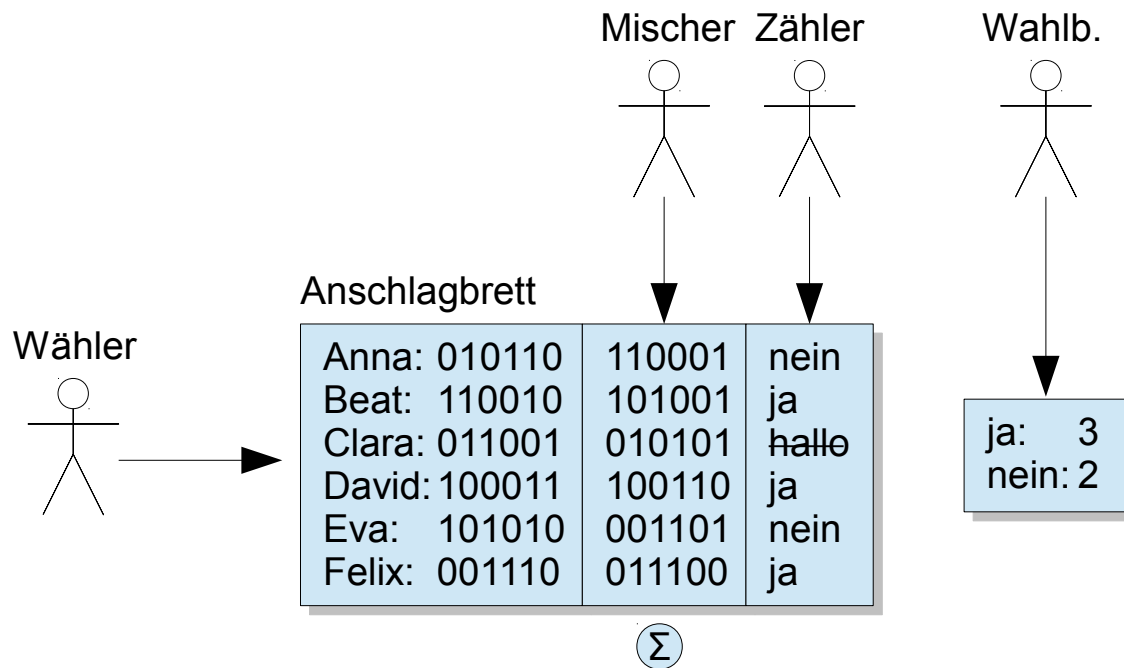 Mischer Zähler Wahlb.
Anschlagbrett
Wähler
Anna: 010110 110001 nein
Beat: 110010 101001 ja
Clara: 011001 010101 hallo
David: 100011 100110 ja
Eva: 101010 001101 nein
Felix: 001110 011100 ja
ja: 3
nein: 2
Σ